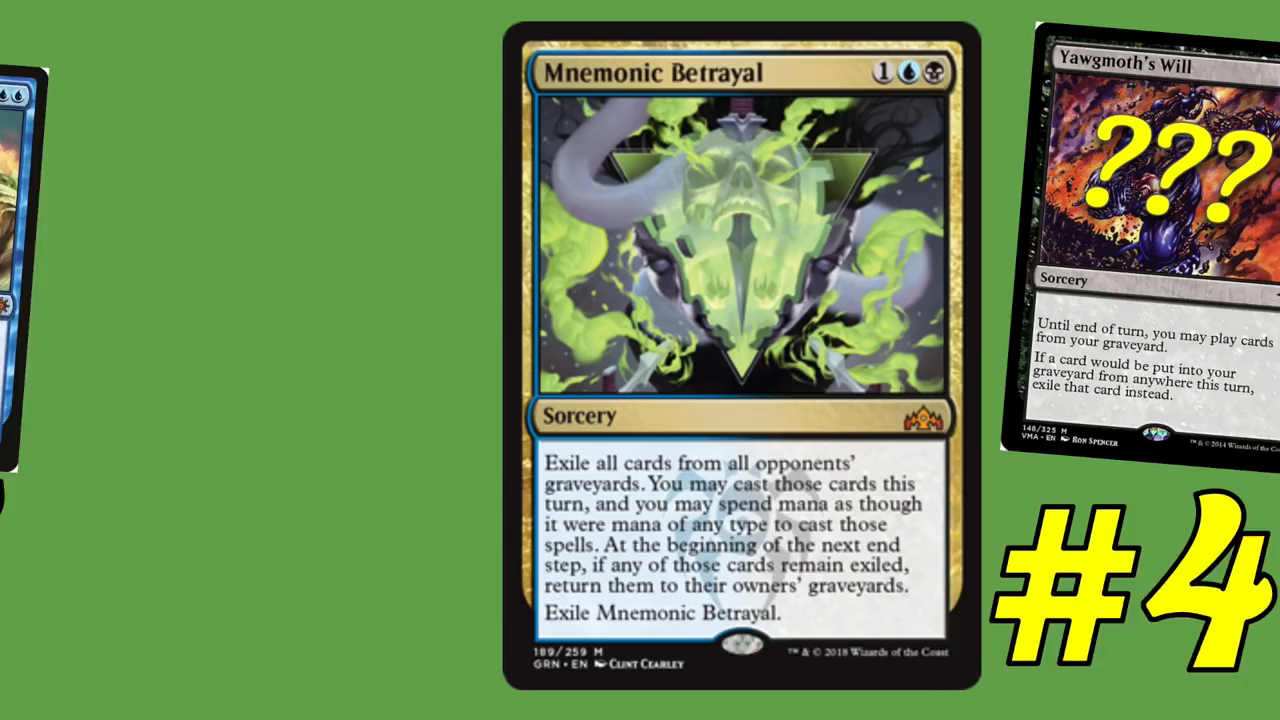 Mnemonic Betrayal 1
Sorcery
Exile all cards from all opponents'
graveyards. You may cast those cards this
turn, and you may spend mana as though
it were mana of any type to cast those
spells. At the beginning of the next end
step, if any of those cards remain exiled,
return them to their owners' graveyards.
Exile Mnemonic Betrayal.
189/259 M
GRN • EN Clint Cearley
™ & © 2018 Wizards of the Coast
Yawgmoth's Will
???
Sorcery
Until end of turn, you may play cards
from your graveyard.
If a card would be put into your
graveyard from anywhere this turn,
exile that card instead.
148/325 M
VMA • EN Ron Spencer
™ & © 2014 Wizards of the Co
#4